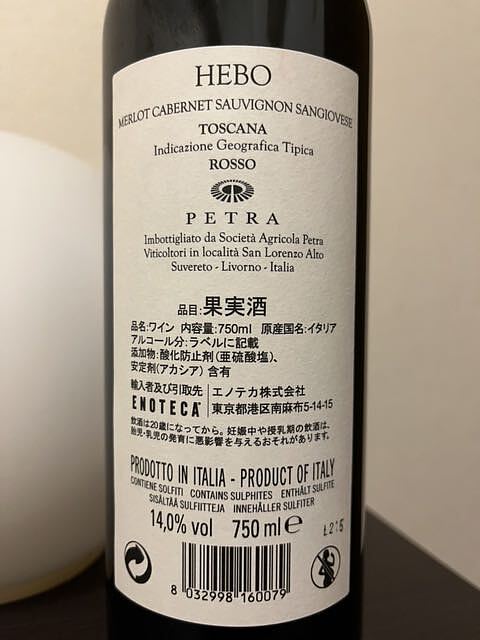 HEBO
MERLOT CABERNET SAUVIGNON SANGIOVESE
TOSCANA
Indicazione Geografica Tipica
ROSSO
PETRA
Imbottigliato da Società Agricola Petra
Viticoltori in località San Lorenzo Alto
Suvereto - Livorno - Italia
品目:果実酒
品名:ワイン 内容量:750ml 原産国名:イタリア
アルコール分:ラベルに記載
添加物:酸化防止剤(亜硫酸塩)、
安定剤(アカシア) 含有
輸入者及び引取先 エノテカ株式会社
ENOTECA 東京都港区南麻布5-14-15
飲酒は20歳になってから。妊娠中や授乳期の飲酒は、
胎児・乳児の発育に悪影響を与えるおそれがあります。
PRODOTTO IN ITALIA - PRODUCT OF ITALY
CONTIENE SOLFITI CONTAINS SULPHITES ENTHÄLT SULFITE
SISÄLTÄÄ SULFIITTEJA INNEHÅLLER SULFITER
14,0% vol 750 ml e Ł215
8 032998 160079